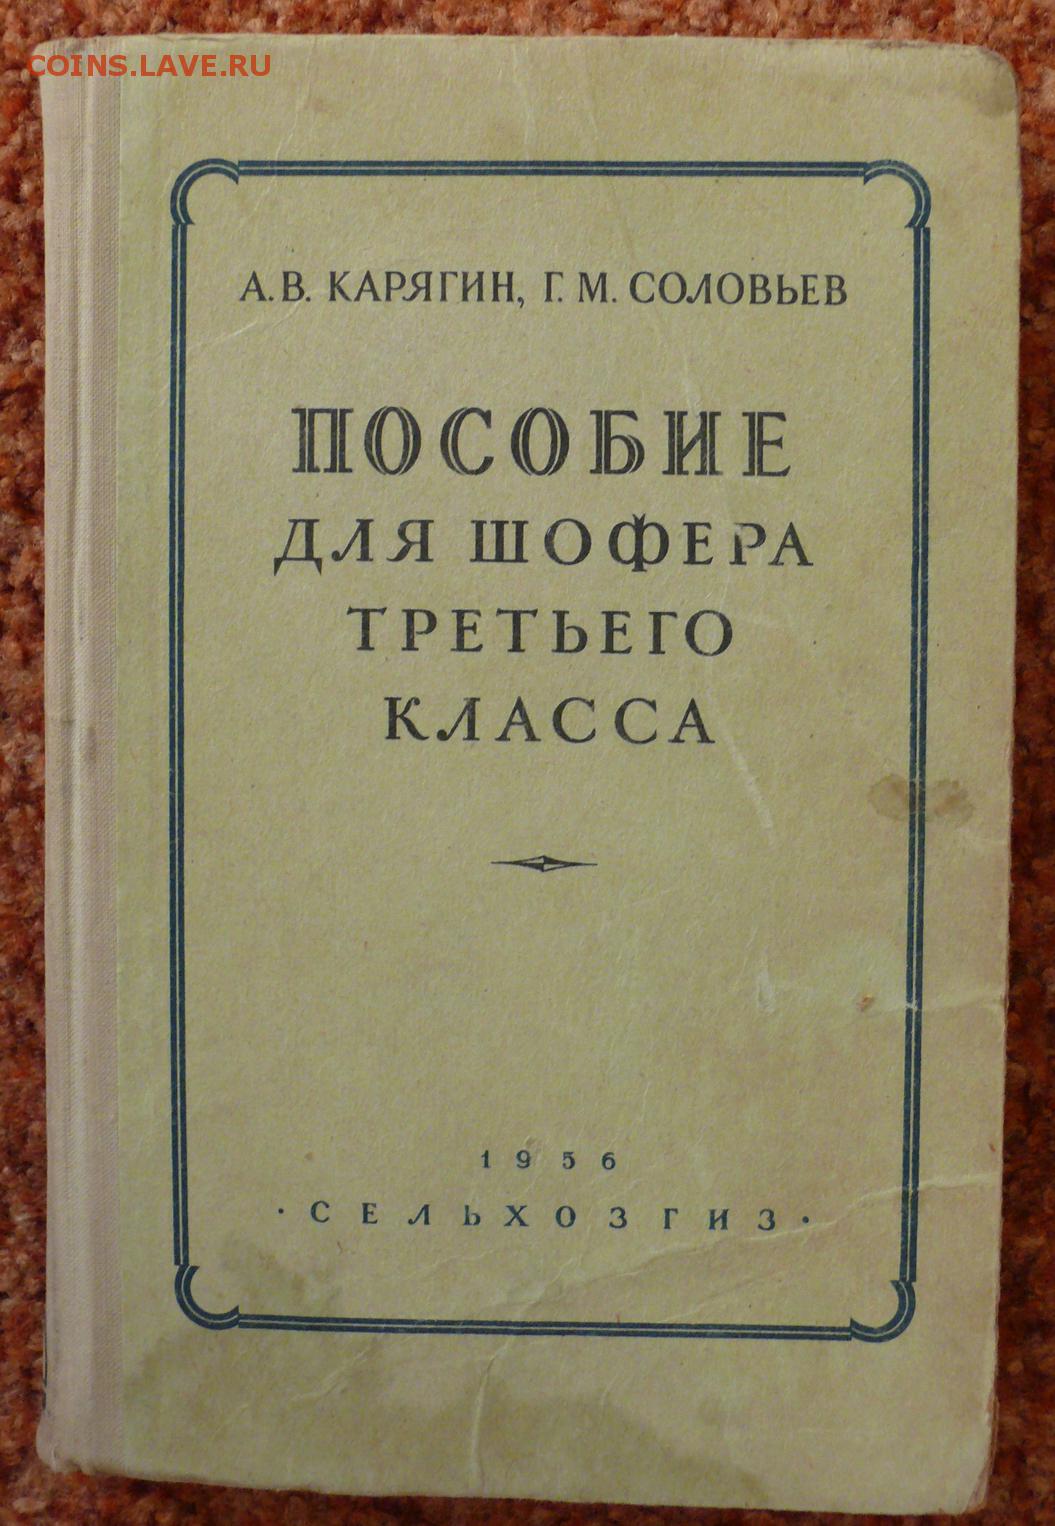 COINS.LAVE.RU
А. В. КАРЯГИН, Г. М. СОЛОВЬЕВ
ПОСОБИЕ
ДЛЯ ШОФЕРА
ТРЕТЬЕГО
КЛАССА
1956
· СЕЛЬХОЗГИЗ ·